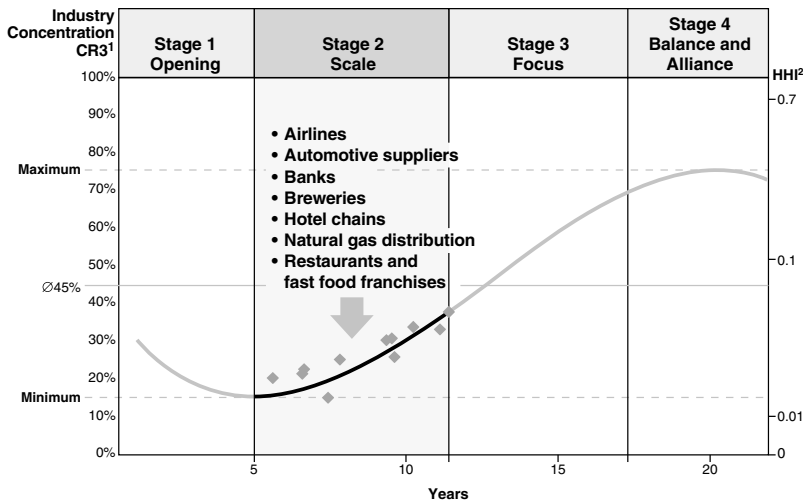 Industry
Concentration
CR3¹
Stage 1
Opening
Stage 2
Scale
Stage 3
Focus
Stage 4
Balance and
Alliance
HHI²
100%
90%
80%
Maximum
70%
60%
50%
Ø45%
40%
30%
20%
Minimum
10%
0%
• Airlines
• Automotive suppliers
• Banks
• Breweries
• Hotel chains
• Natural gas distribution
• Restaurants and
fast food franchises
0.7
0.1
0.01
0
5
10
15
20
Years